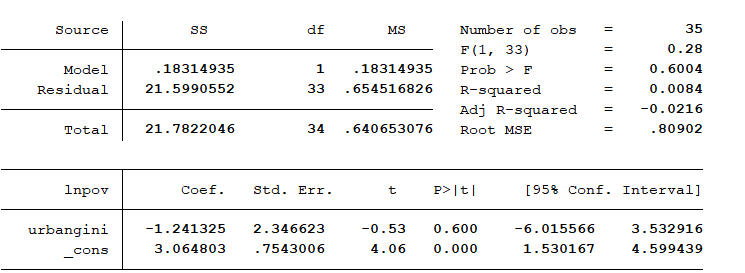 Source SS df MS Number of obs = 35
F(1, 33) = 0.28
Model .18314935 1 .18314935 Prob > F = 0.6004
Residual 21.5990552 33 .654516826 R-squared = 0.0084
Adj R-squared = -0.0216
Total 21.7822046 34 .640653076 Root MSE = .80902
lnpov Coef. Std. Err. t P>|t| [95% Conf. Interval]
urbangini -1.241325 2.346623 -0.53 0.600 -6.015566 3.532916
_cons 3.064803 .7543006 4.06 0.000 1.530167 4.599439